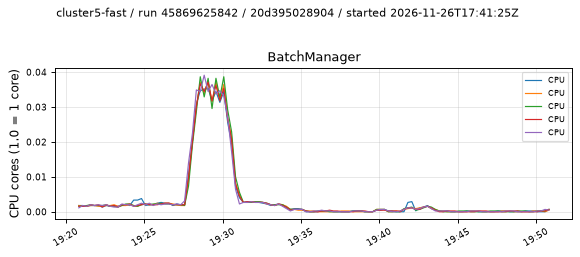 cluster5-fast / run 45869625842 / 20d395028904 / started 2026-11-26T17:41:25Z
BatchManager
CPU cores (1.0 = 1 core)
0.04
0.03
0.02
0.01
0.00
CPU
CPU
CPU
CPU
CPU
19:20
19:25
19:30
19:35
19:40
19:45
19:50